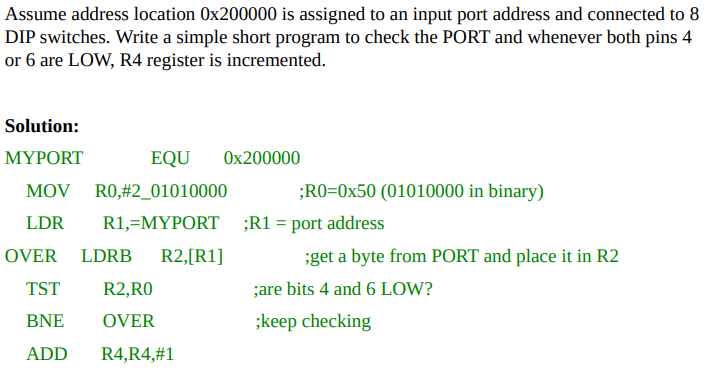 Assume address location 0x200000 is assigned to an input port address and connected to 8
DIP switches. Write a simple short program to check the PORT and whenever both pins 4
or 6 are LOW, R4 register is incremented.
Solution:
MYPORT EQU 0x200000
MOV R0,#2_01010000 ;R0=0x50 (01010000 in binary)
LDR R1,=MYPORT ;R1 = port address
OVER LDRB R2,[R1] ;get a byte from PORT and place it in R2
TST R2,R0 ;are bits 4 and 6 LOW?
BNE OVER ;keep checking
ADD R4,R4,#1